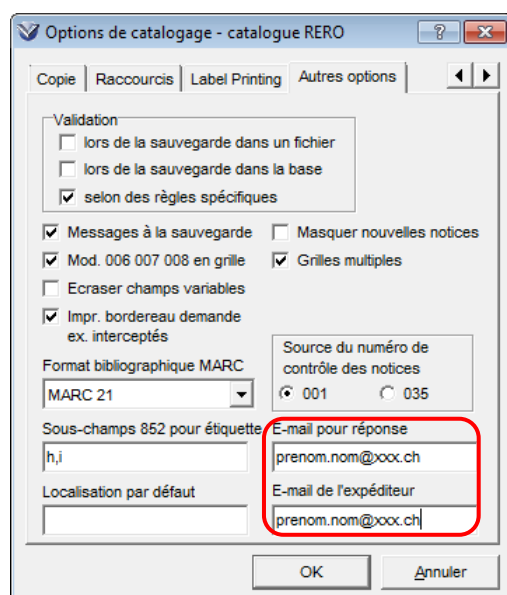 Options de catalogage - catalogue RERO
Copie
Raccourcis
Label Printing
Autres options
Validation
lors de la sauvegarde dans un fichier
lors de la sauvegarde dans la base
selon des règles spécifiques
Messages à la sauvegarde
Masquer nouvelles notices
Mod. 006 007 008 en grille
Grilles multiples
Ecraser champs variables
Impr. bordereau demande
ex. interceptés
Format bibliographique MARC
MARC 21
Source du numéro de
contrôle des notices
001
035
Sous-champs 852 pour étiquette
h,i
E-mail pour réponse
prenom.nom@xxx.ch
Localisation par défaut
E-mail de l'expéditeur
prenom.nom@xxx.ch
OK
Annuler